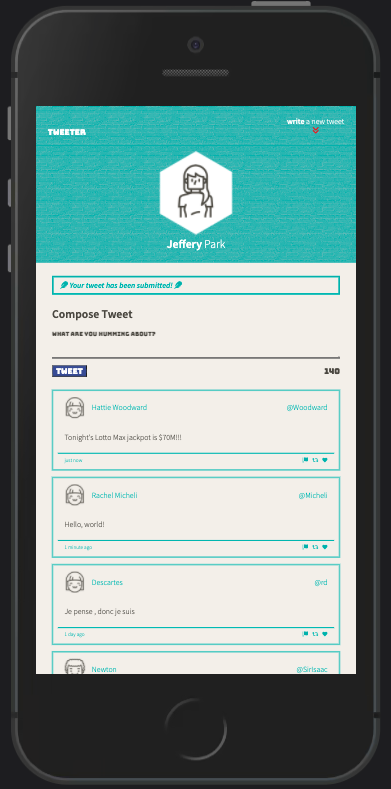 write a new tweet
TWEETER
Jeffery Park
Your tweet has been submitted!
Compose Tweet
WHAT ARE YOU HUMMING ABOUT?
TWEET 140
Hattie Woodward @Woodward
Tonight's Lotto Max jackpot is $70M!!!
just now
Rachel Micheli @Micheli
Hello, world!
1 minute ago
Descartes @rd
Je pense , donc je suis
1 day ago
Newton @SirIsaac